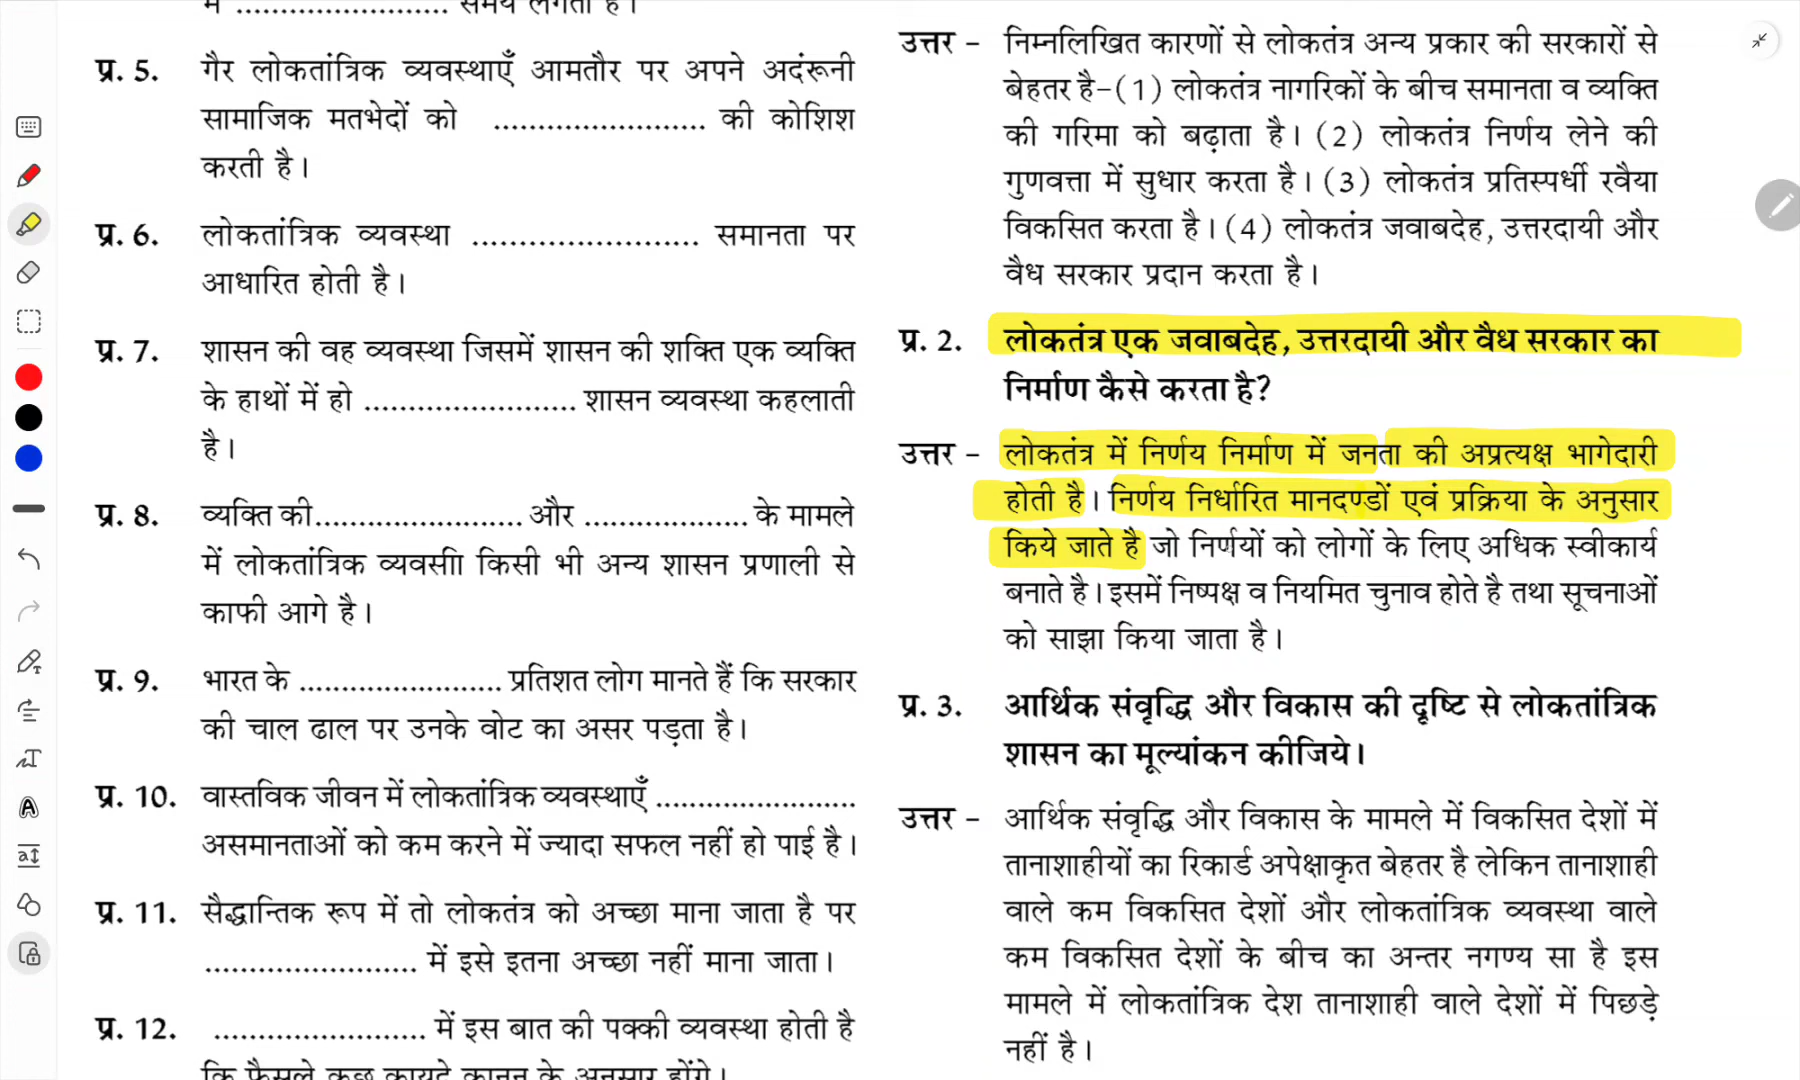 में ........................ समय लगता है।
प्र. 5. गैर लोकतांत्रिक व्यवस्थाएँ आमतौर पर अपने अदंरूनी
सामाजिक मतभेदों को ........................ की कोशिश
करती है।
प्र. 6. लोकतांत्रिक व्यवस्था ........................ समानता पर
आधारित होती है।
प्र. 7. शासन की वह व्यवस्था जिसमें शासन की शक्ति एक व्यक्ति
के हाथों में हो ........................ शासन व्यवस्था कहलाती
है।
प्र. 8. व्यक्ति की........................ और ................... के मामले
में लोकतांत्रिक व्यवसीा किसी भी अन्य शासन प्रणाली से
काफी आगे है।
प्र. 9. भारत के ....................... प्रतिशत लोग मानते हैं कि सरकार
की चाल ढाल पर उनके वोट का असर पड़ता है।
प्र. 10. वास्तविक जीवन में लोकतांत्रिक व्यवस्थाएँ .......................
असमानताओं को कम करने में ज्यादा सफल नहीं हो पाई है।
प्र. 11. सैद्धान्तिक रूप में तो लोकतंत्र को अच्छा माना जाता है पर
........................ में इसे इतना अच्छा नहीं माना जाता।
प्र. 12. ........................ में इस बात की पक्की व्यवस्था होती है
कि फैसले कुछ कायदे कानून के अनुसार होंगे।
उत्तर - निम्नलिखित कारणों से लोकतंत्र अन्य प्रकार की सरकारों से
बेहतर है-(1) लोकतंत्र नागरिकों के बीच समानता व व्यक्ति
की गरिमा को बढ़ाता है। (2) लोकतंत्र निर्णय लेने की
गुणवत्ता में सुधार करता है। (3) लोकतंत्र प्रतिस्पर्धी रवैया
विकसित करता है। (4) लोकतंत्र जवाबदेह, उत्तरदायी और
वैध सरकार प्रदान करता है।
प्र. 2. लोकतंत्र एक जवाबदेह, उत्तरदायी और वैध सरकार का
निर्माण कैसे करता है?
उत्तर - लोकतंत्र में निर्णय निर्माण में जनता की अप्रत्यक्ष भागेदारी
होती है। निर्णय निर्धारित मानदण्डों एवं प्रक्रिया के अनुसार
किये जाते है जो निर्णयों को लोगों के लिए अधिक स्वीकार्य
बनाते है। इसमें निष्पक्ष व नियमित चुनाव होते है तथा सूचनाओं
को साझा किया जाता है।
प्र. 3. आर्थिक संवृद्धि और विकास की दृष्टि से लोकतांत्रिक
शासन का मूल्यांकन कीजिये।
उत्तर - आर्थिक संवृद्धि और विकास के मामले में विकसित देशों में
तानाशाहीयों का रिकार्ड अपेक्षाकृत बेहतर है लेकिन तानाशाही
वाले कम विकसित देशों और लोकतांत्रिक व्यवस्था वाले
कम विकसित देशों के बीच का अन्तर नगण्य सा है इस
मामले में लोकतांत्रिक देश तानाशाही वाले देशों में पिछड़े
नहीं है।